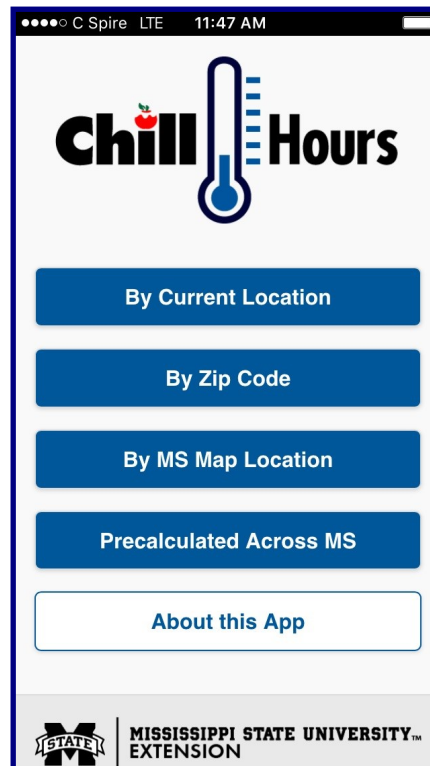 C Spire LTE 11:47 AM
Chill Hours
By Current Location
By Zip Code
By MS Map Location
Precalculated Across MS
About this App
STATE
MISSISSIPPI STATE UNIVERSITY™
EXTENSION